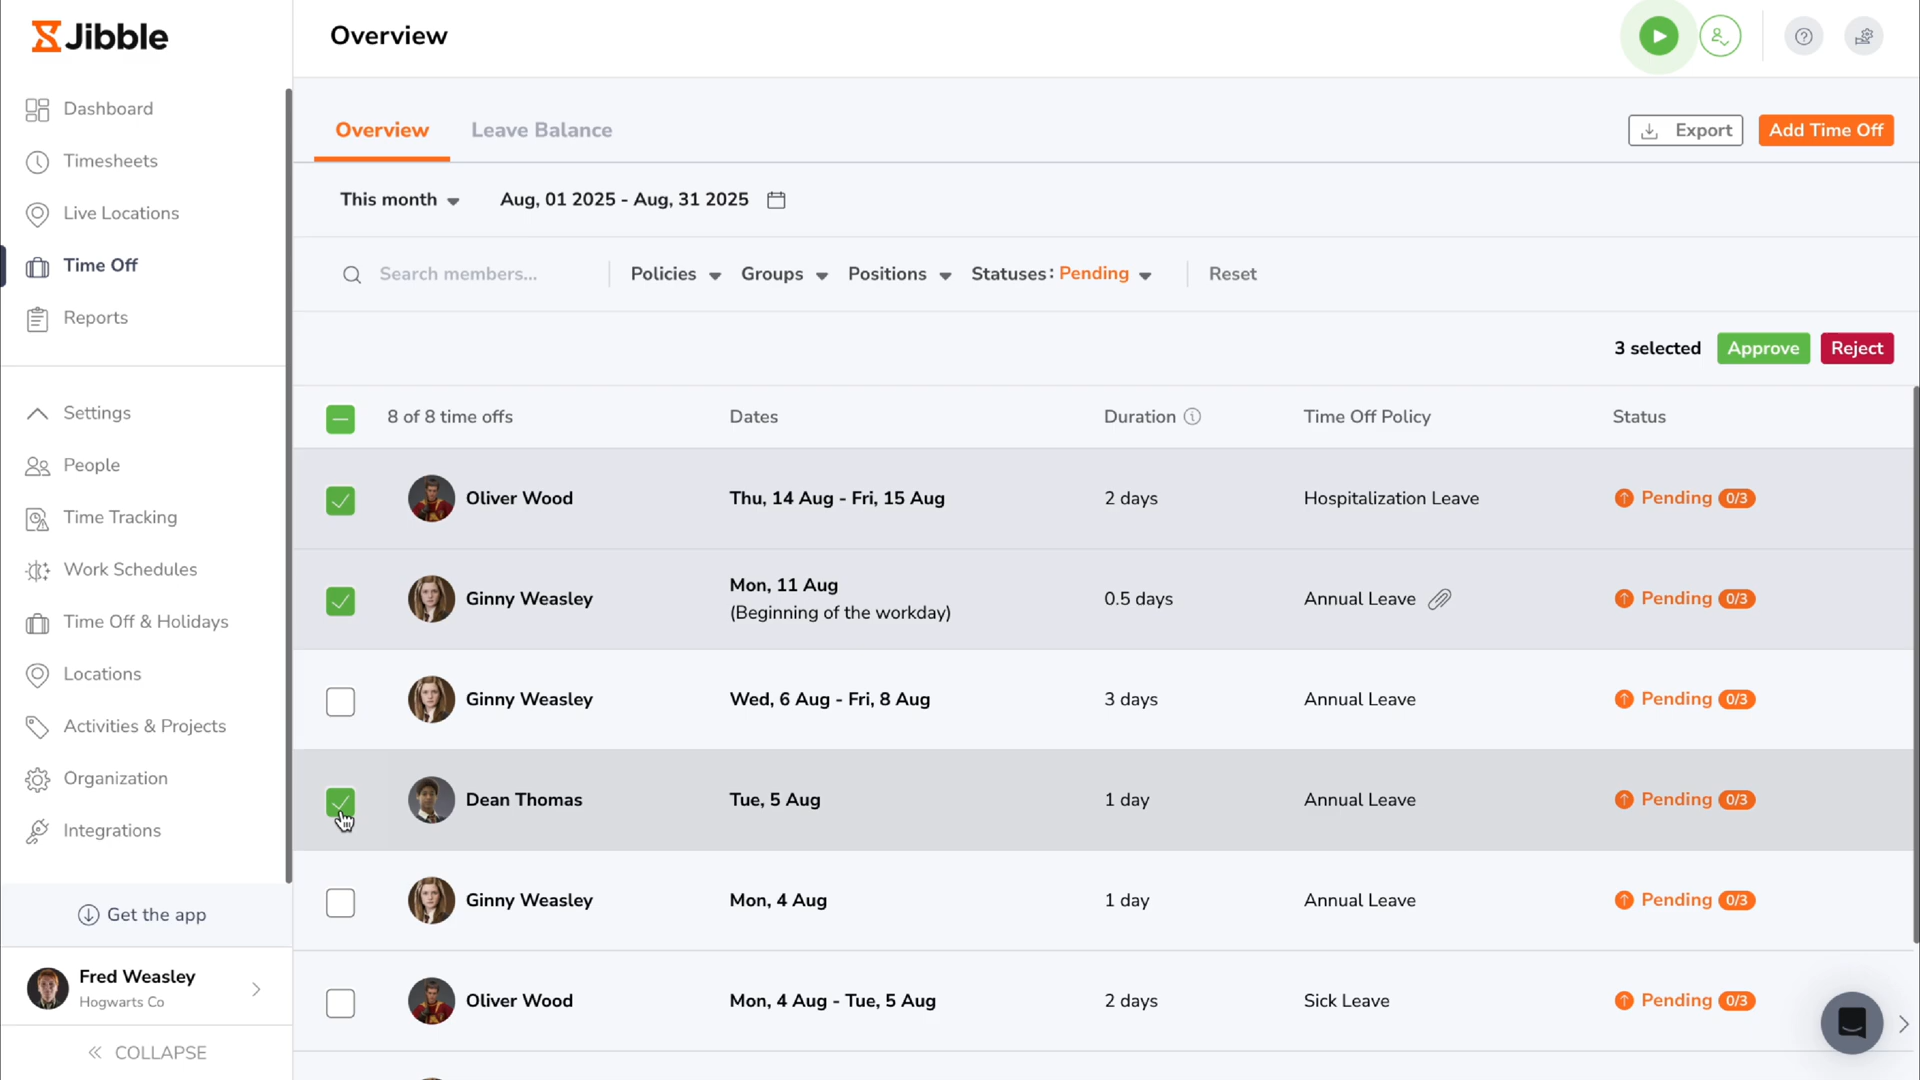 Jibble
Overview
Dashboard
Timesheets
Live Locations
Time Off
Reports
Settings
People
Time Tracking
Work Schedules
Time Off & Holidays
Locations
Activities & Projects
Organization
Integrations
Get the app
Fred Weasley
Hogwarts Co
COLLAPSE
Overview Leave Balance Export Add Time Off
This month Aug, 01 2025 - Aug, 31 2025
Search members... Policies Groups Positions Statuses: Pending Reset
3 selected Approve Reject
8 of 8 time offs Dates Duration Time Off Policy Status
Oliver Wood Thu, 14 Aug - Fri, 15 Aug 2 days Hospitalization Leave Pending 0/3
Ginny Weasley Mon, 11 Aug 0.5 days Annual Leave Pending 0/3
(Beginning of the workday)
Ginny Weasley Wed, 6 Aug - Fri, 8 Aug 3 days Annual Leave Pending 0/3
Dean Thomas Tue, 5 Aug 1 day Annual Leave Pending 0/3
Ginny Weasley Mon, 4 Aug 1 day Annual Leave Pending 0/3
Oliver Wood Mon, 4 Aug - Tue, 5 Aug 2 days Sick Leave Pending 0/3